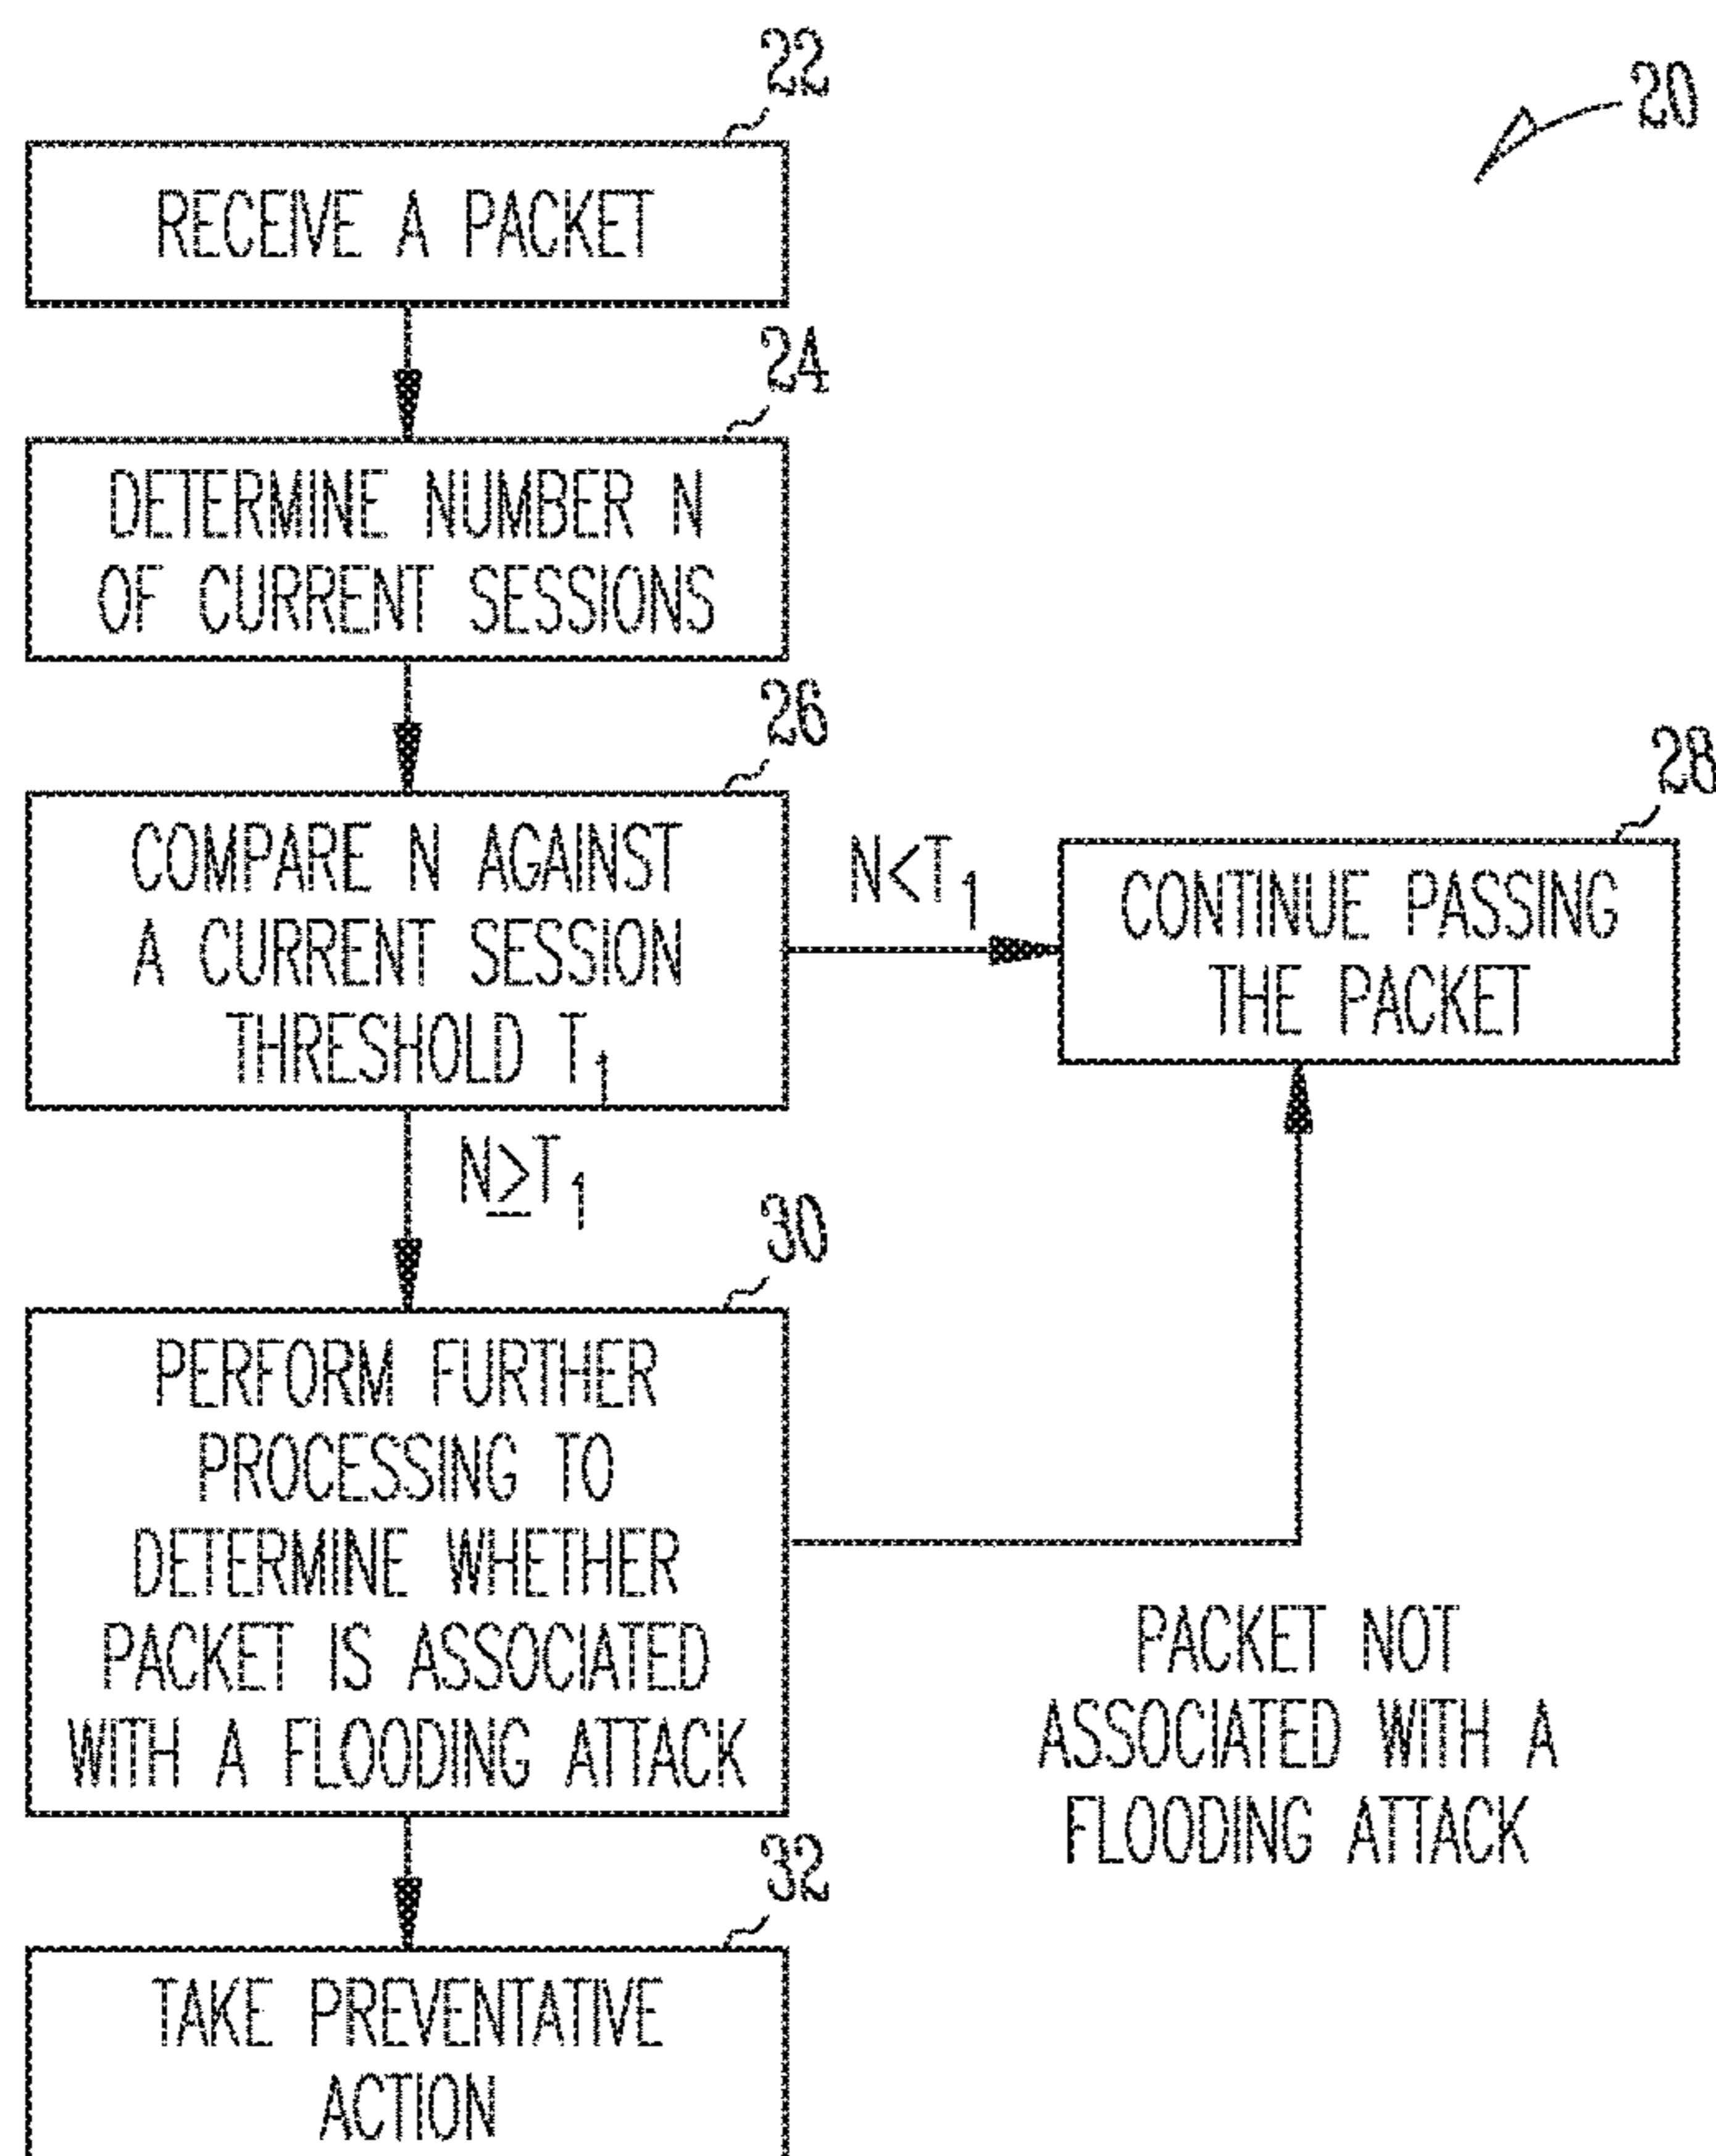 20
22
RECEIVE A PACKET
24
DETERMINE NUMBER N
OF CURRENT SESSIONS
26
COMPARE N AGAINST
A CURRENT SESSION
THRESHOLD T₁
N<T₁
28
CONTINUE PASSING
THE PACKET
N≥T₁
30
PERFORM FURTHER
PROCESSING TO
DETERMINE WHETHER
PACKET IS ASSOCIATED
WITH A FLOODING ATTACK
PACKET NOT
ASSOCIATED WITH A
FLOODING ATTACK
32
TAKE PREVENTATIVE
ACTION